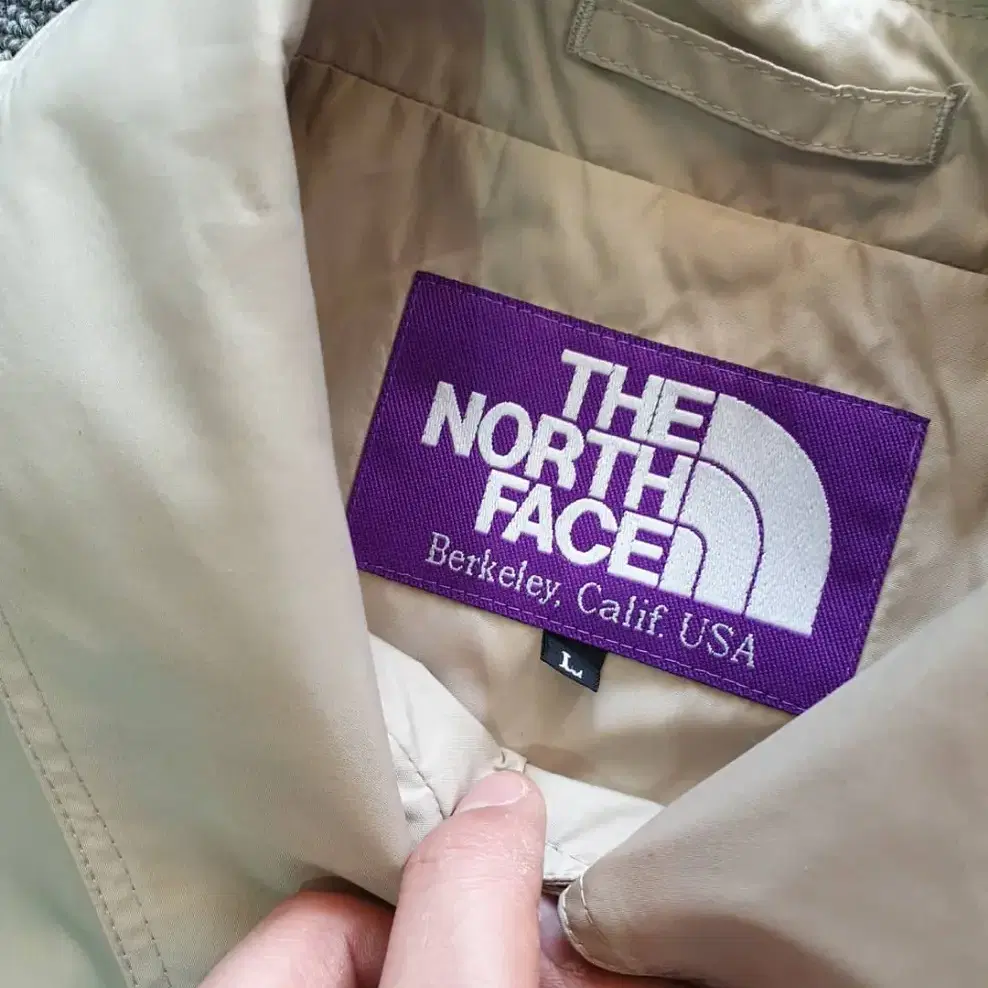 THE
NORTH
FACE
Berkeley, Calif. USA
L